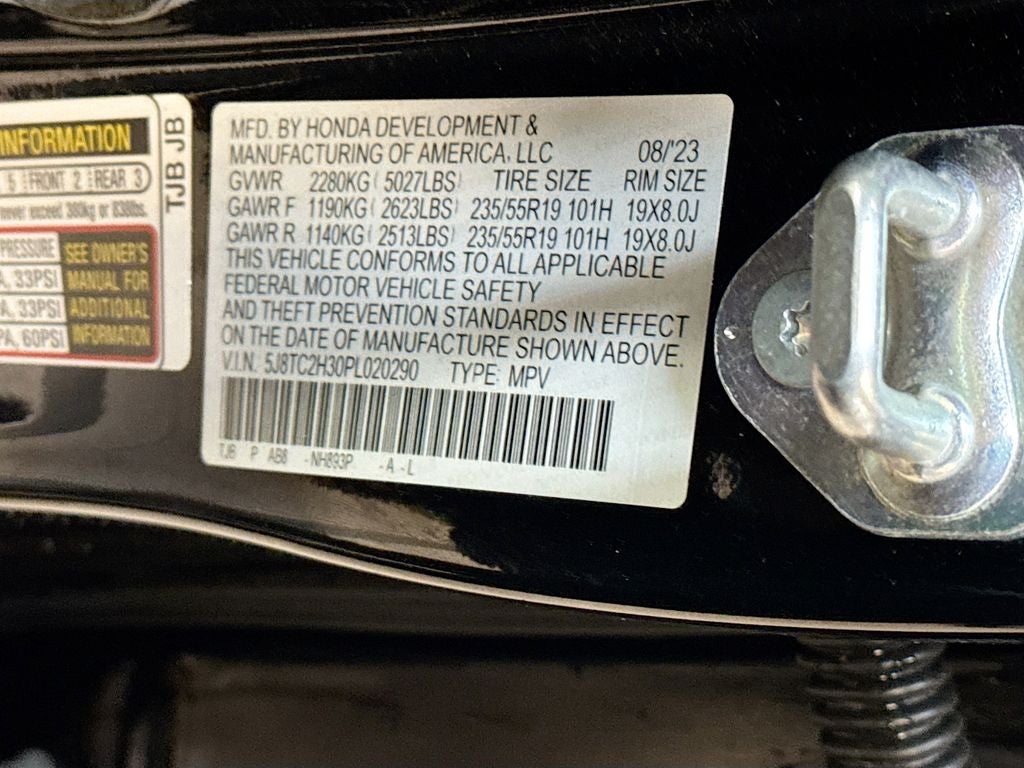 INFORMATION
5 FRONT 2 REAR 3
never exceed 380kg or 838lbs.
PRESSURE SEE OWNER'S
A, 33PSI MANUAL FOR
A, 33PSI ADDITIONAL
PA, 60PSI INFORMATION
TJB JB
MFD. BY HONDA DEVELOPMENT &
MANUFACTURING OF AMERICA, LLC 08/'23
GVWR 2280KG ( 5027LBS) TIRE SIZE RIM SIZE
GAWR F 1190KG ( 2623LBS) 235/55R19 101H 19X8.0J
GAWR R 1140KG ( 2513LBS) 235/55R19 101H 19X8.0J
THIS VEHICLE CONFORMS TO ALL APPLICABLE
FEDERAL MOTOR VEHICLE SAFETY
AND THEFT PREVENTION STANDARDS IN EFFECT
ON THE DATE OF MANUFACTURE SHOWN ABOVE.
V.I.N. 5J8TC2H30PL020290 TYPE: MPV
TJB P AB8 -NH893P -A -L